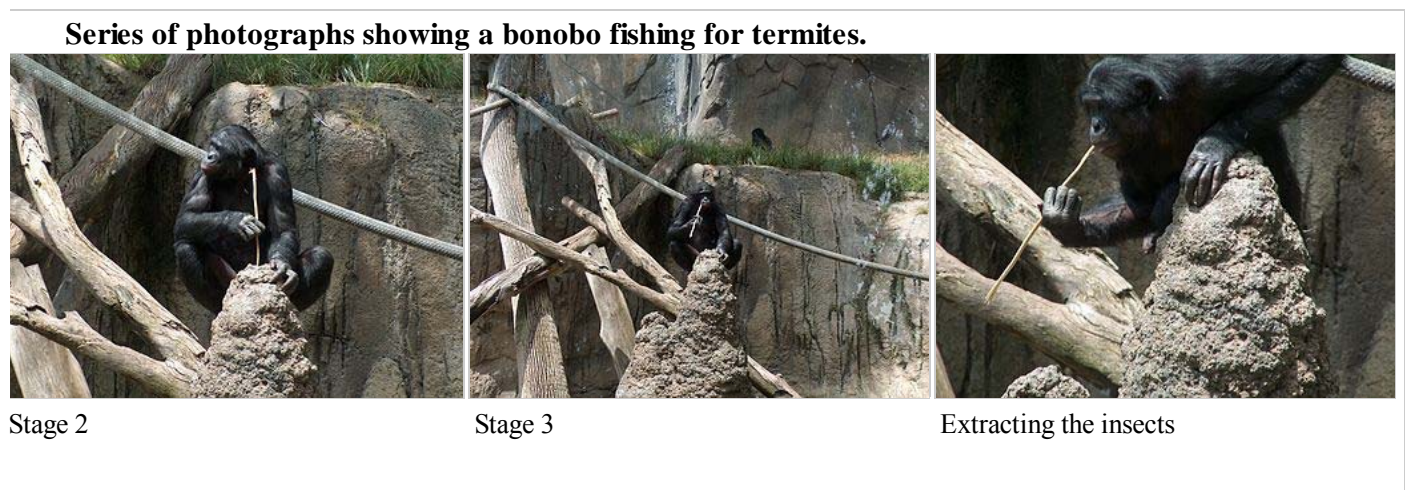 Series of photographs showing a bonobo fishing for termites.
Stage 2
Stage 3
Extracting the insects